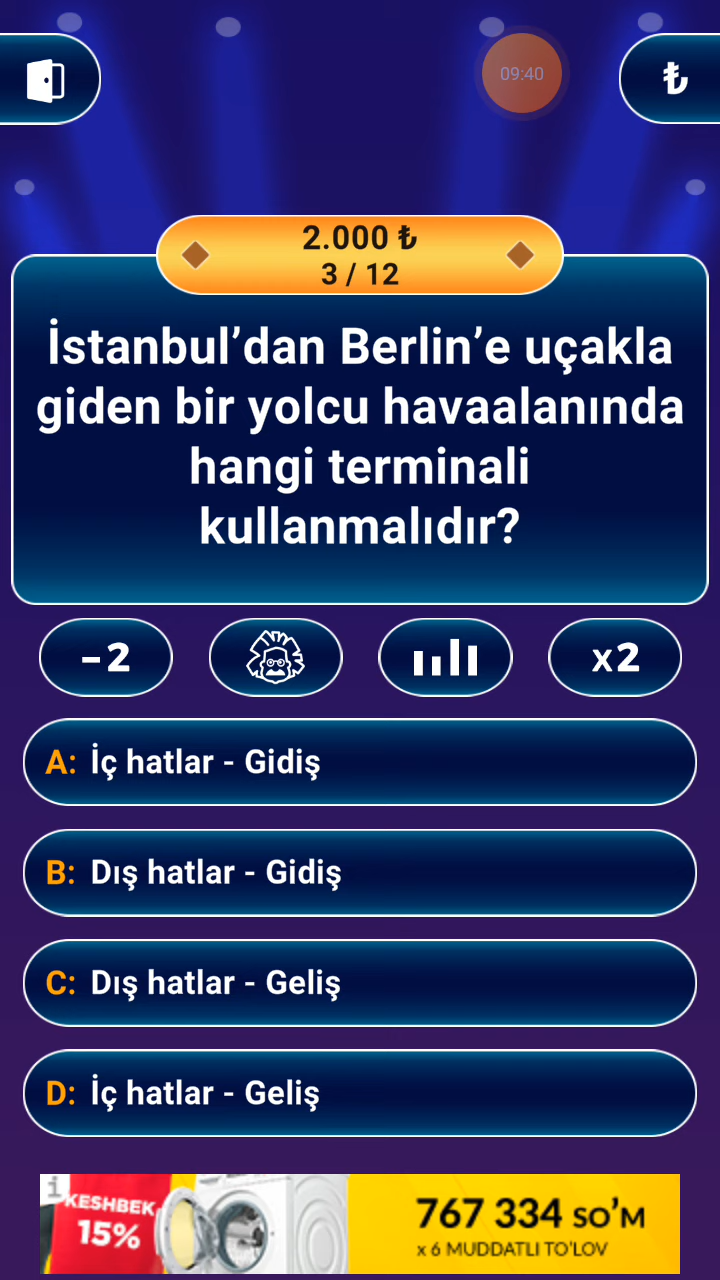 09:40
₺
2.000 ₺
3 / 12
İstanbul’dan Berlin’e uçakla
giden bir yolcu havaalanında
hangi terminali
kullanmalıdır?
-2
x2
A: İç hatlar - Gidiş
B: Dış hatlar - Gidiş
C: Dış hatlar - Geliş
D: İç hatlar - Geliş
i
KESHBEK
15%
767 334 SO’M
x 6 MUDDATLI TO’LOV